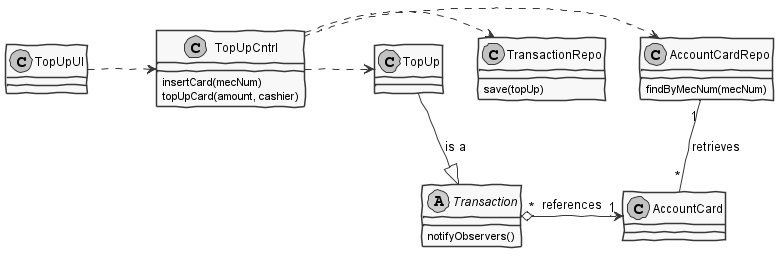 C TopUpUI
C TopUpCntrl
insertCard(mecNum)
topUpCard(amount, cashier)
C TopUp
C TransactionRepo
save(topUp)
C AccountCardRepo
findByMecNum(mecNum)
is a
1
retrieves
*
A Transaction
notifyObservers()
* references 1
C AccountCard